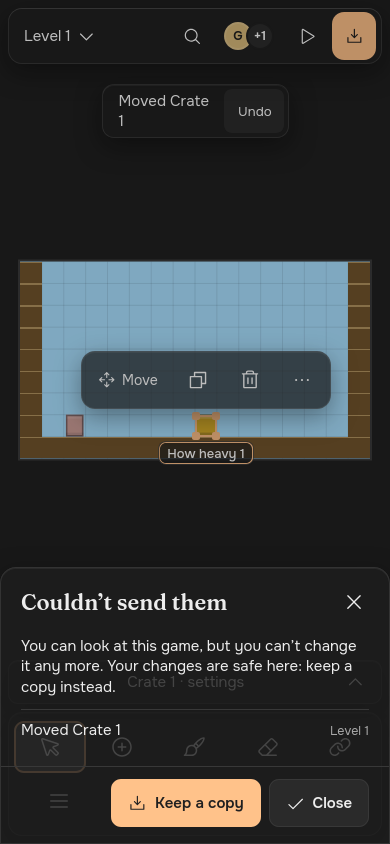 Level 1
G
+1
Moved Crate
1
Undo
Move
How heavy 1
Couldn’t send them
You can look at this game, but you can’t change
it any more. Your changes are safe here: keep a
copy instead.
Crate 1 · settings
Moved Crate 1
Level 1
Keep a copy
Close